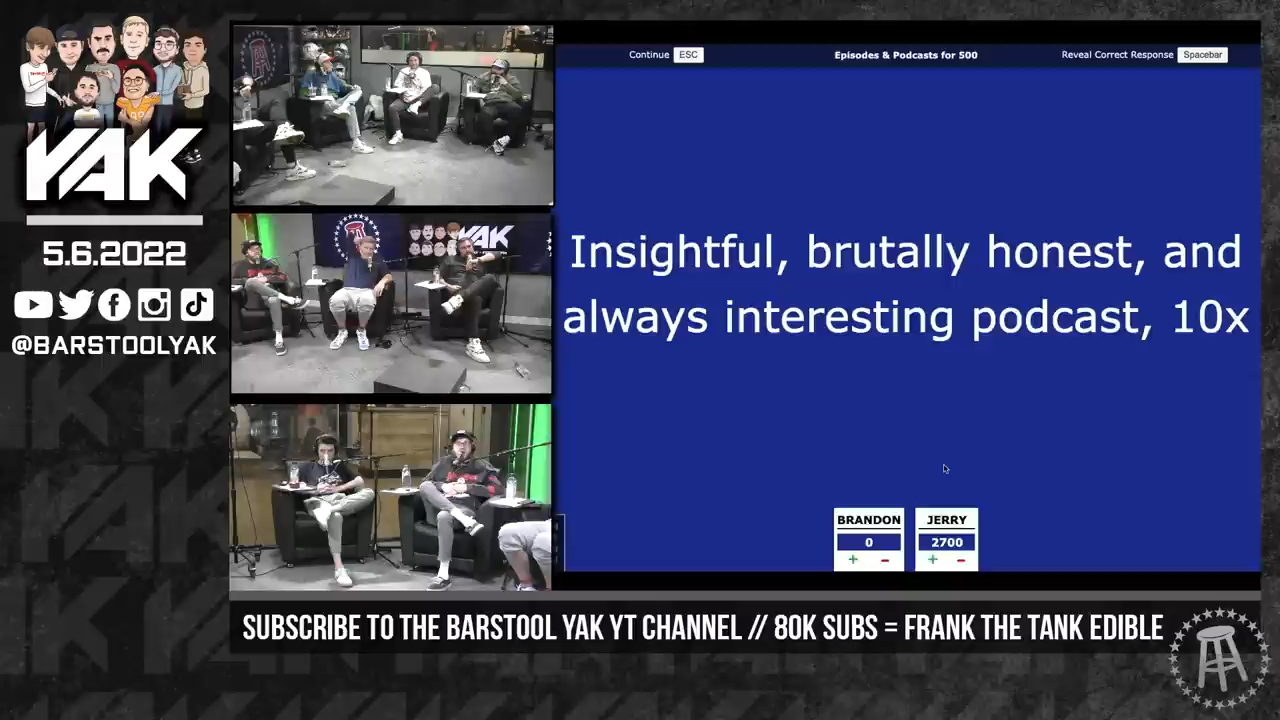 YAK
5.6.2022
@BARSTOOLYAK
Continue ESC
Episodes & Podcasts for 500
Reveal Correct Response Spacebar
Insightful, brutally honest, and
always interesting podcast, 10x
BRANDON
0
+ -
JERRY
2700
+ -
YAK
SUBSCRIBE TO THE BARSTOOL YAK YT CHANNEL // 80K SUBS = FRANK THE TANK EDIBLE